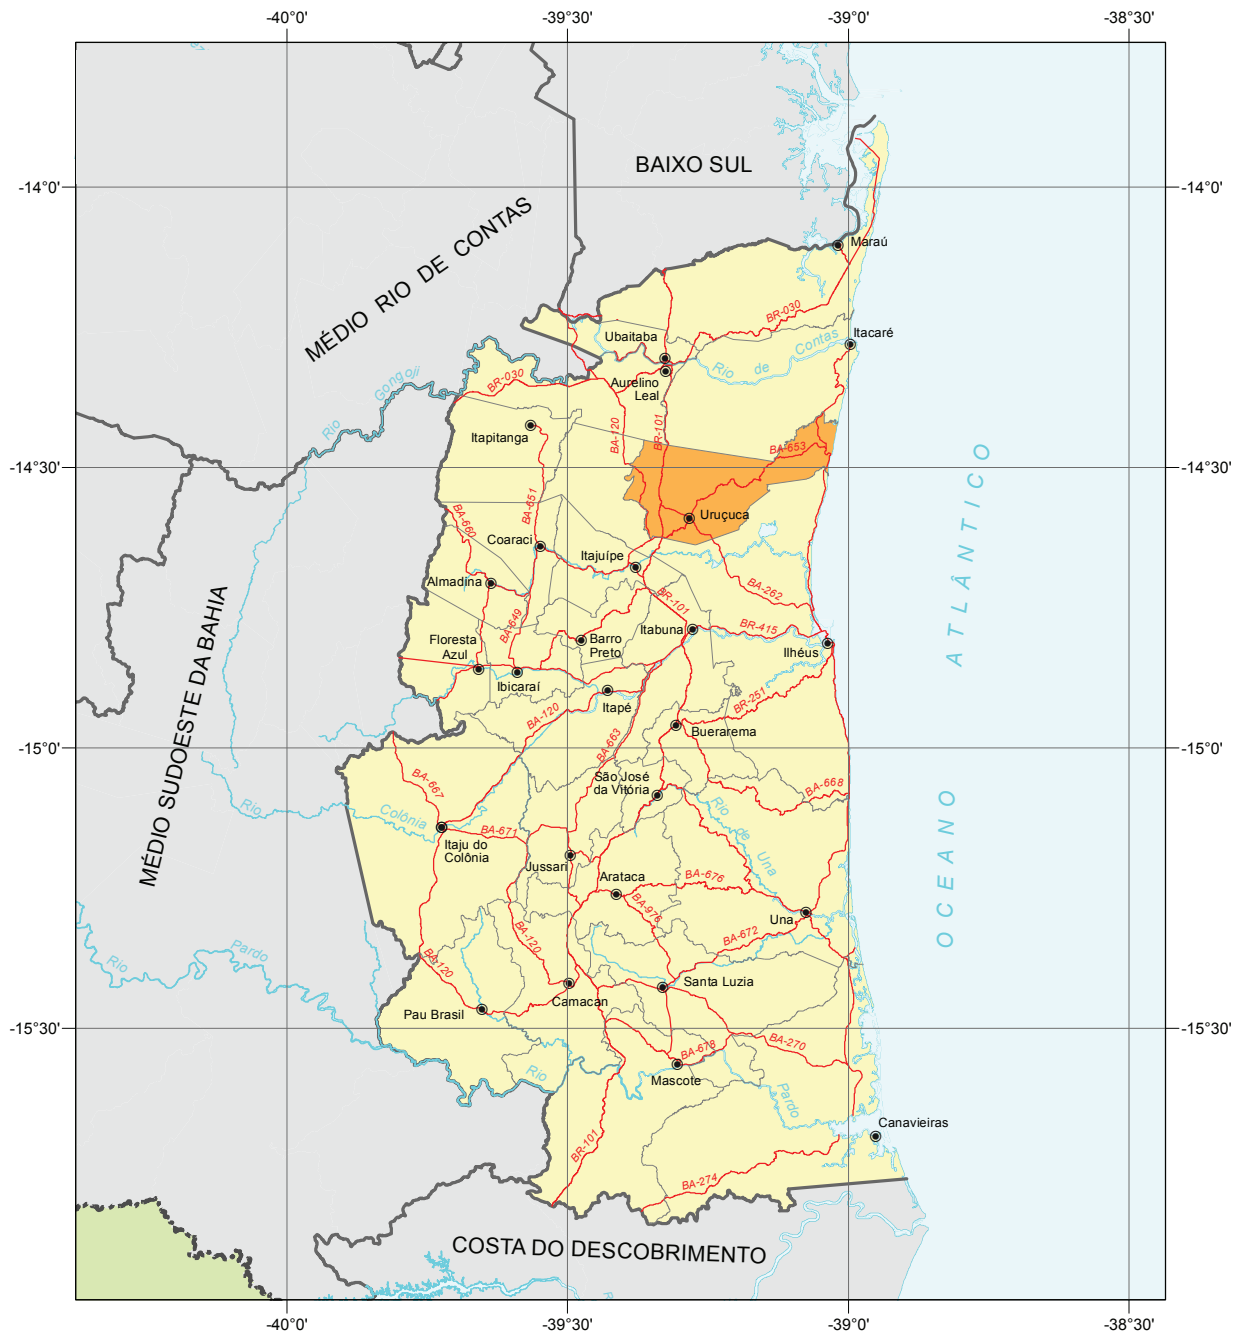 -40°0'
-39°30'
-39°0'
-38°30'
BAIXO SUL
-14°0'
-14°0'
MÉDIO RIO DE CONTAS
Maraú
BR-030
Itacaré
Ubaitaba
Rio de Contas
Aurelino
Leal
Rio Gongoji
BR-030
Itapitanga
BA-120
BR-101
BA-653
-14°30'
-14°30'
BA-651
BA-660
Uruçuca
Coaraci
Itajuípe
Almadina
BR-101
BA-262
BA-649
Floresta
Azul
Barro
Preto
Itabuna
BR-415
Ilhéus
Ibicaraí
Itapé
BR-251
BA-120
Buerarema
BA-663
-15°0'
-15°0'
MÉDIO SUDOESTE DA BAHIA
OCEANO ATLÂNTICO
São José
da Vitória
BA-667
BA-668
Rio Colônia
Rio de Una
BA-671
Itaju do
Colônia
Jussari
Arataca
BA-676
BA-976
Una
BA-672
BA-120
Rio Pardo
BA-120
Santa Luzia
Camacan
Pau Brasil
-15°30'
-15°30'
BA-270
BA-678
Rio
Mascote
Pardo
Canavieiras
BR-101
BA-274
COSTA DO DESCOBRIMENTO
-40°0'
-39°30'
-39°0'
-38°30'